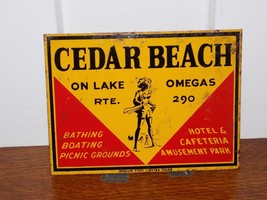 CEDAR BEACH
ON LAKE OMEGAS
RTE. 290
BATHING
BOATING
PICNIC GROUNDS
HOTEL &
CAFETERIA
AMUSEMENT PARK